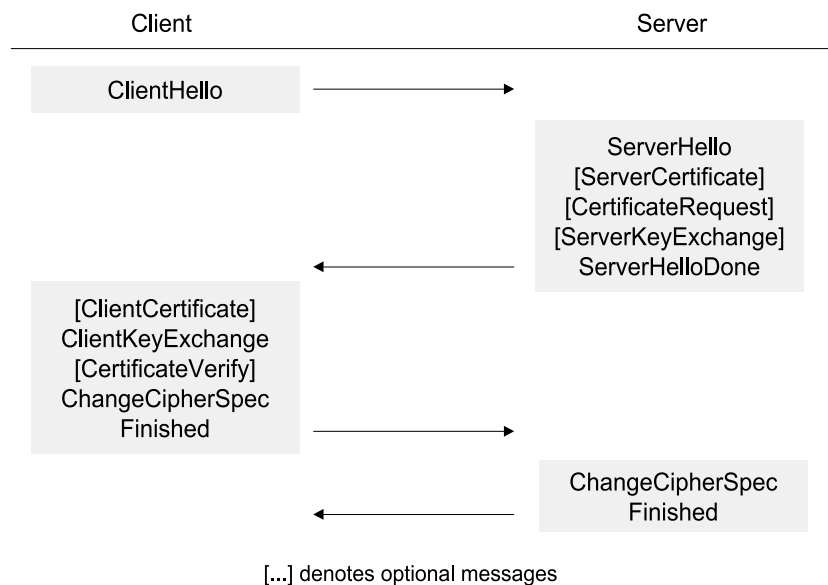 Client
Server
ClientHello
ServerHello
[ServerCertificate]
[CertificateRequest]
[ServerKeyExchange]
ServerHelloDone
[ClientCertificate]
ClientKeyExchange
[CertificateVerify]
ChangeCipherSpec
Finished
ChangeCipherSpec
Finished
[...] denotes optional messages